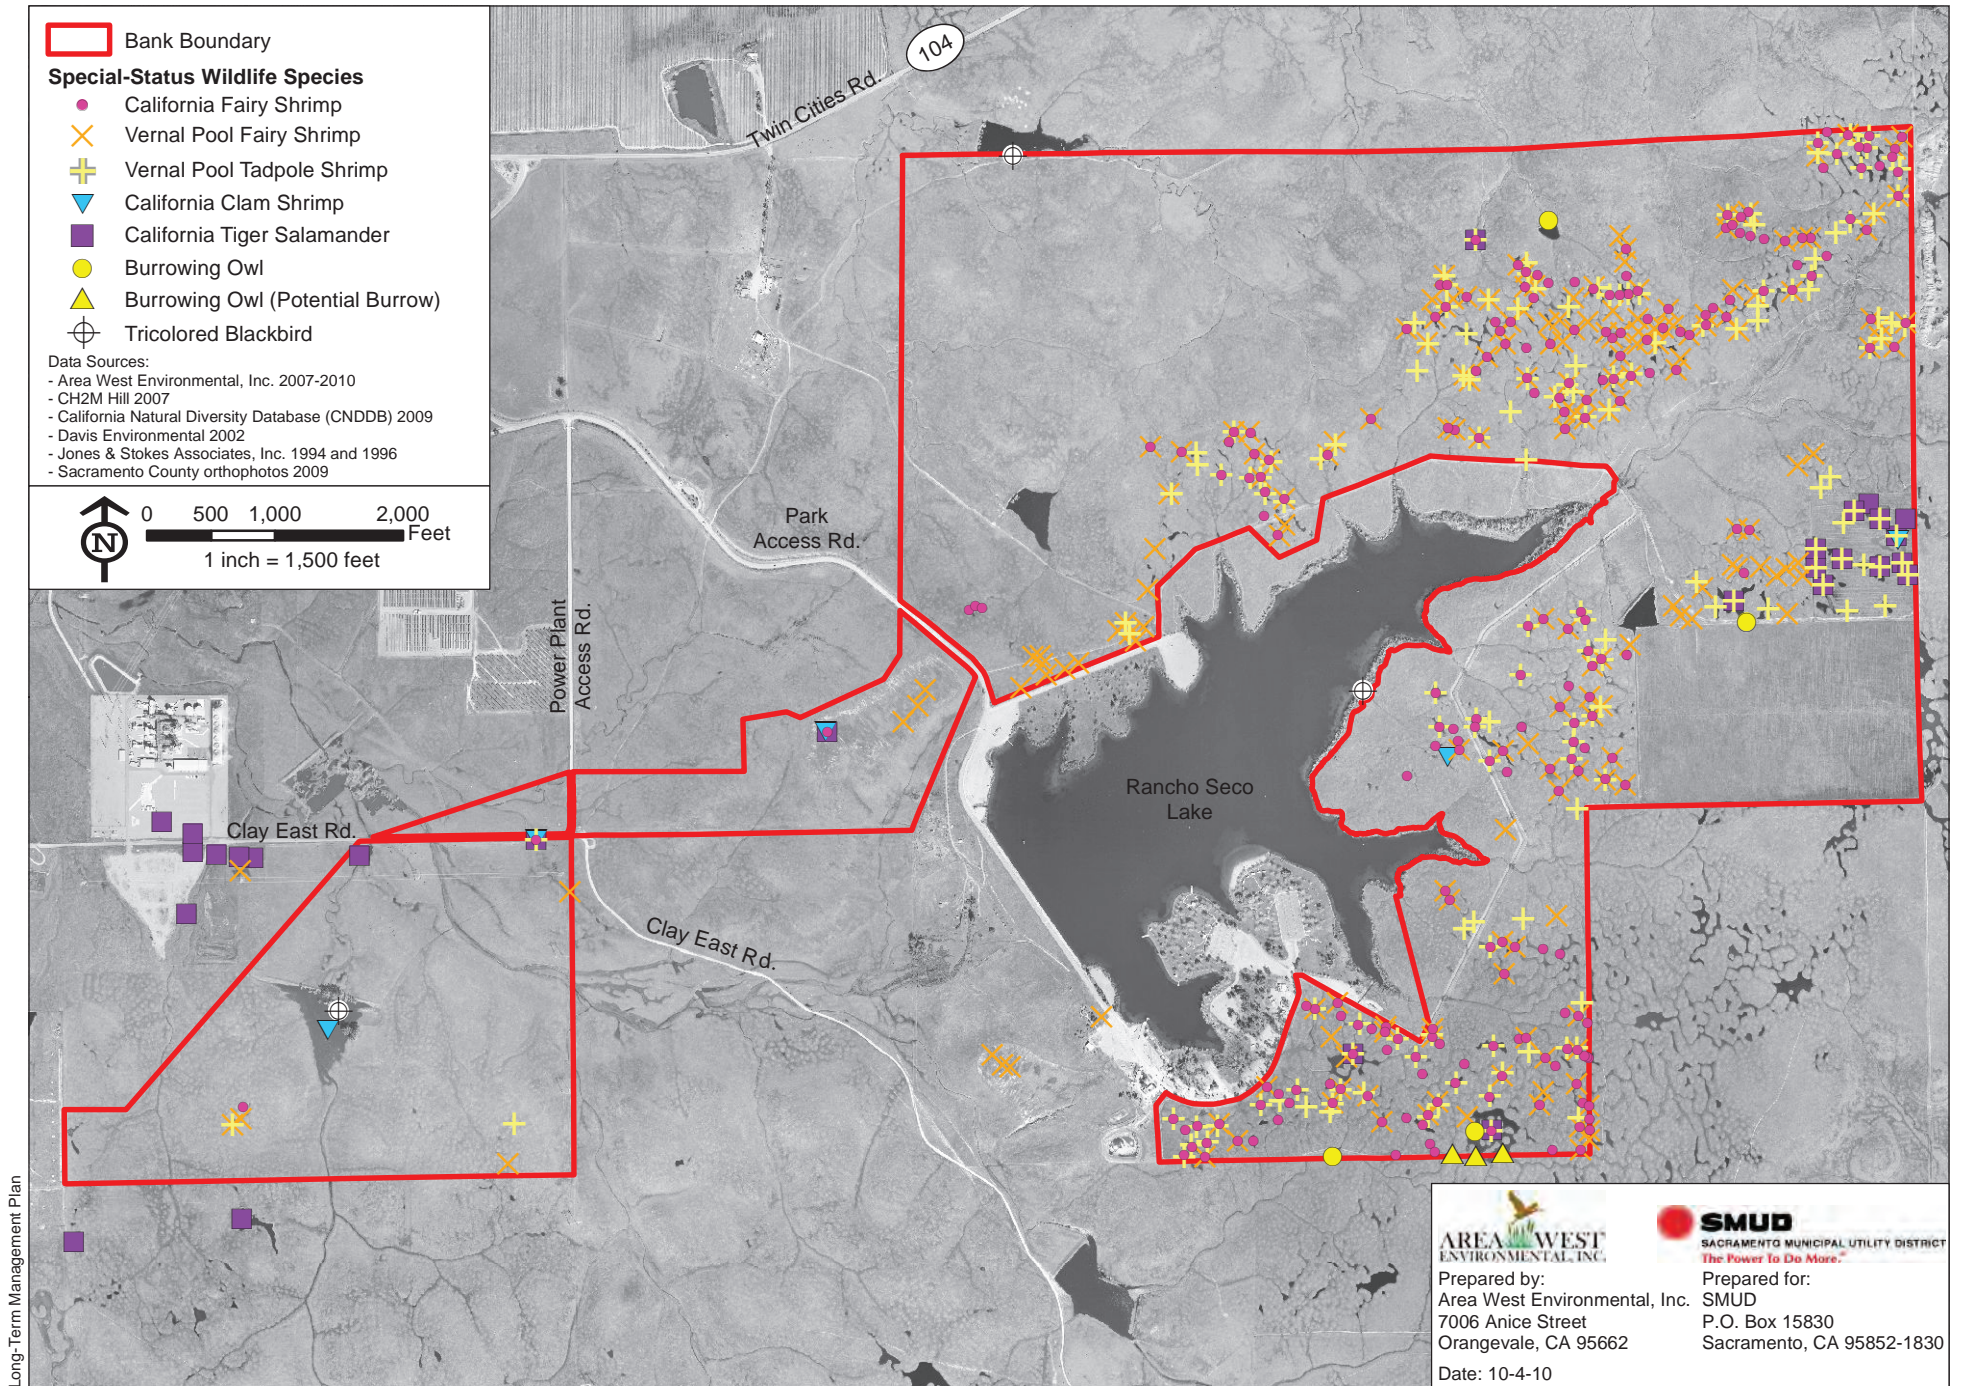 Bank Boundary
Special-Status Wildlife Species
California Fairy Shrimp
Vernal Pool Fairy Shrimp
Vernal Pool Tadpole Shrimp
California Clam Shrimp
California Tiger Salamander
Burrowing Owl
Burrowing Owl (Potential Burrow)
Tricolored Blackbird
Data Sources:
- Area West Environmental, Inc. 2007-2010
- CH2M Hill 2007
- California Natural Diversity Database (CNDDB) 2009
- Davis Environmental 2002
- Jones & Stokes Associates, Inc. 1994 and 1996
- Sacramento County orthophotos 2009
N
0 500 1,000 2,000
Feet
1 inch = 1,500 feet
104
Twin Cities Rd.
Park
Access Rd.
Power Plant
Access Rd.
Clay East Rd.
Clay East Rd.
Rancho Seco
Lake
Long-Term Management Plan
AREA WEST
ENVIRONMENTAL, INC.
SMUD
SACRAMENTO MUNICIPAL UTILITY DISTRICT
The Power To Do More.®
Prepared by:
Area West Environmental, Inc.
7006 Anice Street
Orangevale, CA 95662
Date: 10-4-10
Prepared for:
SMUD
P.O. Box 15830
Sacramento, CA 95852-1830